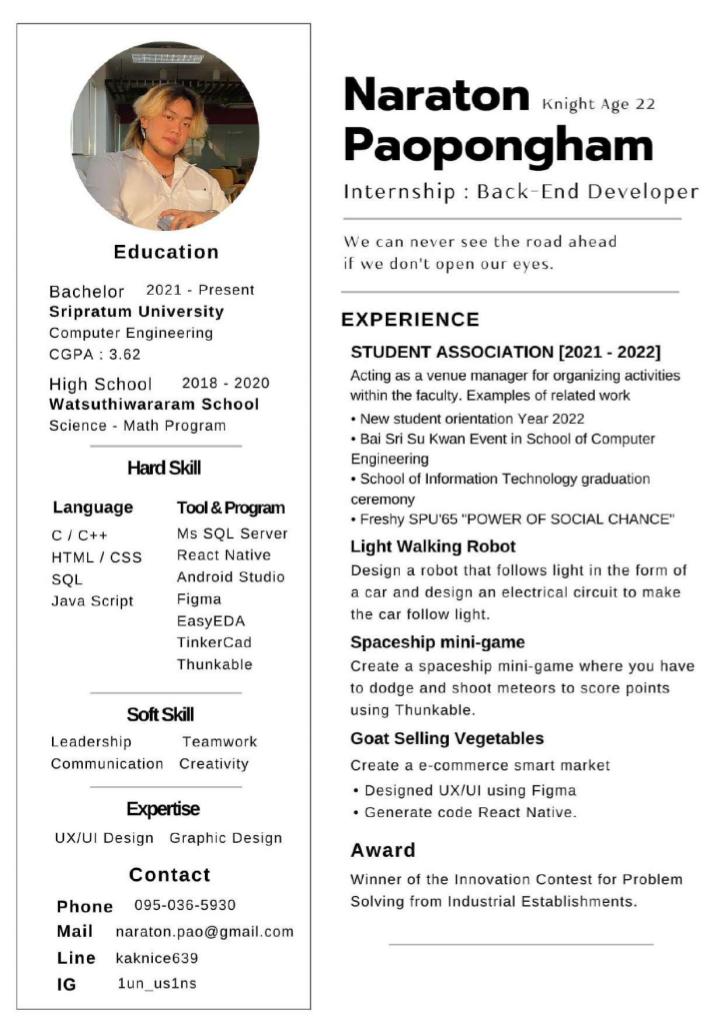 Education
Bachelor 2021 - Present
Sripratum University
Computer Engineering
CGPA : 3.62
High School 2018 - 2020
Watsuthiwararam School
Science - Math Program
Hard Skill
Language
C / C++
HTML / CSS
SQL
Java Script
Tool & Program
Ms SQL Server
React Native
Android Studio
Figma
EasyEDA
TinkerCad
Thunkable
Soft Skill
Leadership Teamwork
Communication Creativity
Expertise
UX/UI Design Graphic Design
Contact
Phone 095-036-5930
Mail naraton.pao@gmail.com
Line kaknice639
IG 1un_us1ns
Naraton Knight Age 22
Paopongham
Internship : Back-End Developer
We can never see the road ahead
if we don't open our eyes.
EXPERIENCE
STUDENT ASSOCIATION [2021 - 2022]
Acting as a venue manager for organizing activities
within the faculty. Examples of related work
• New student orientation Year 2022
• Bai Sri Su Kwan Event in School of Computer
Engineering
• School of Information Technology graduation
ceremony
• Freshy SPU'65 "POWER OF SOCIAL CHANCE"
Light Walking Robot
Design a robot that follows light in the form of
a car and design an electrical circuit to make
the car follow light.
Spaceship mini-game
Create a spaceship mini-game where you have
to dodge and shoot meteors to score points
using Thunkable.
Goat Selling Vegetables
Create a e-commerce smart market
• Designed UX/UI using Figma
• Generate code React Native.
Award
Winner of the Innovation Contest for Problem
Solving from Industrial Establishments.